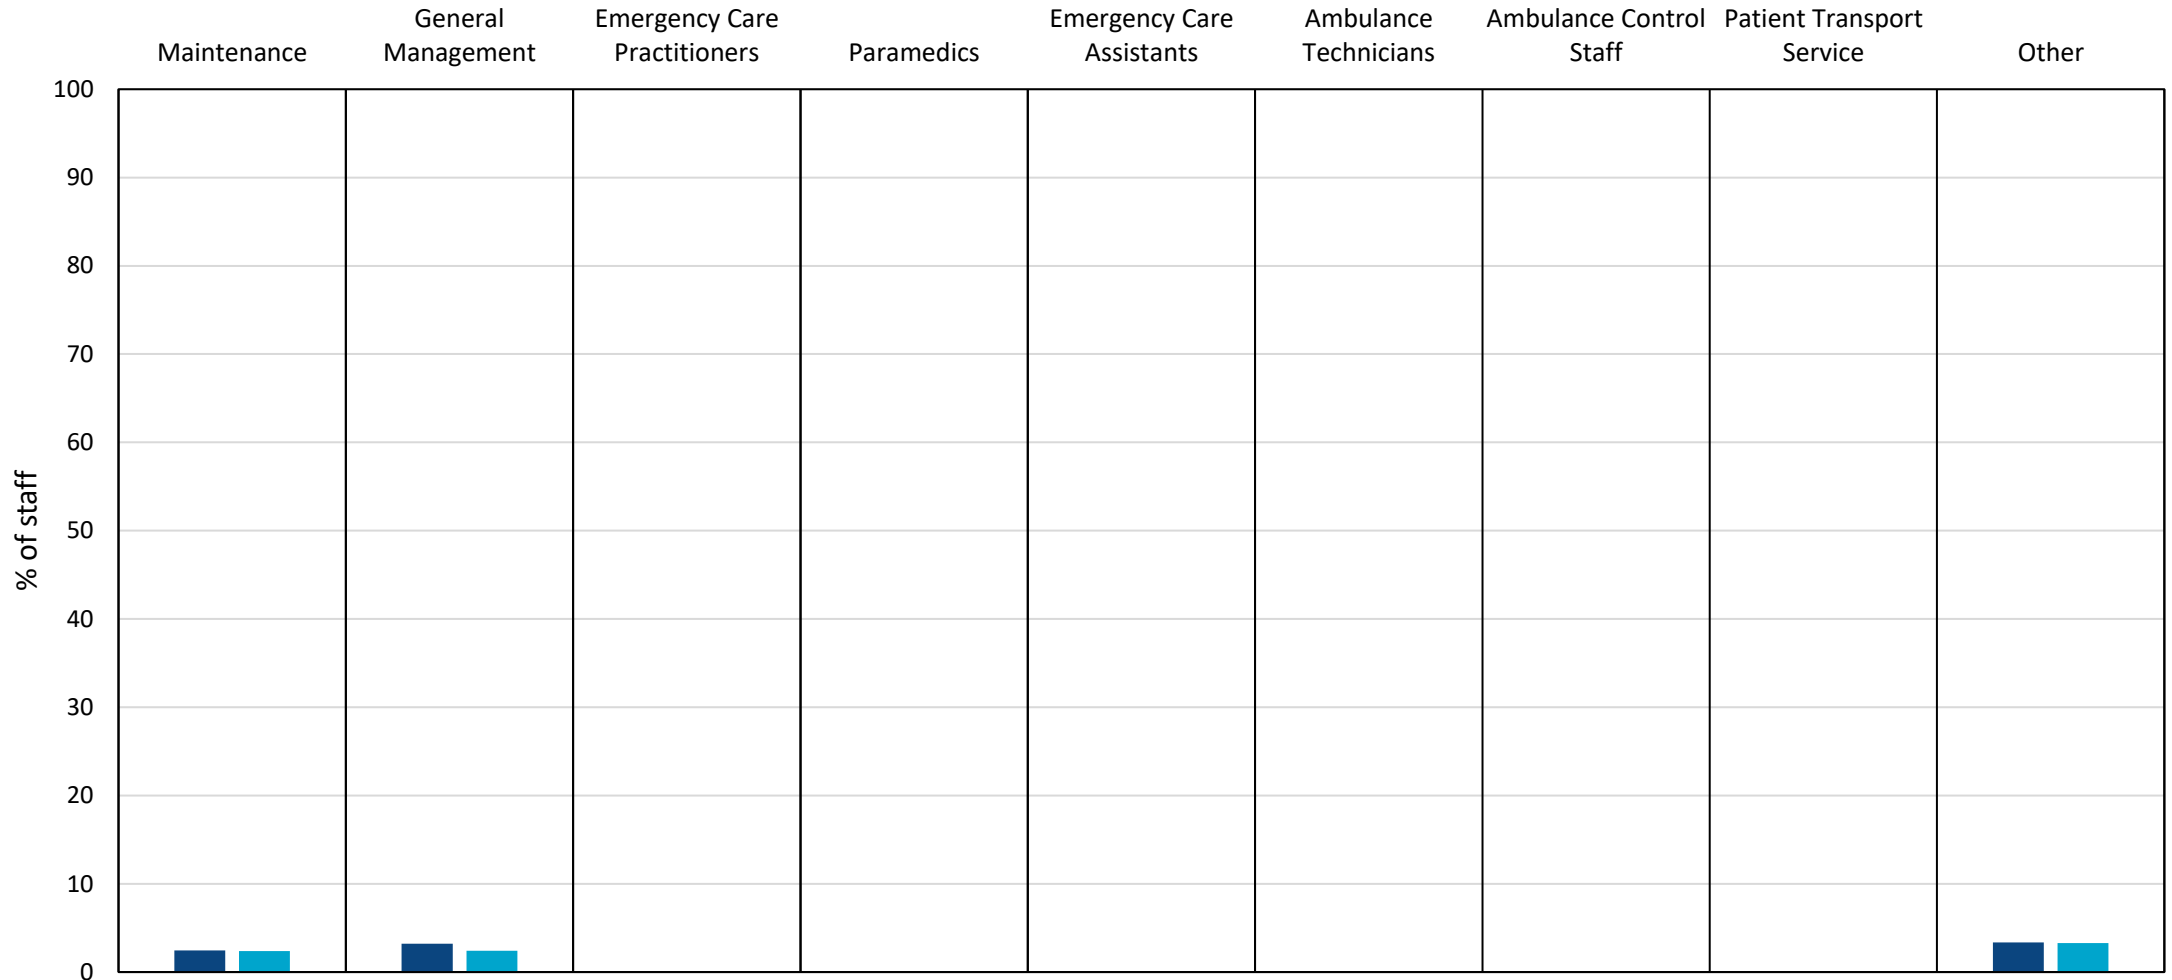 Maintenance
General
Management
Emergency Care
Practitioners
Paramedics
Emergency Care
Assistants
Ambulance
Technicians
Ambulance Control
Staff
Patient Transport
Service
Other
100
90
80
70
60
50
40
30
20
10
0
% of staff